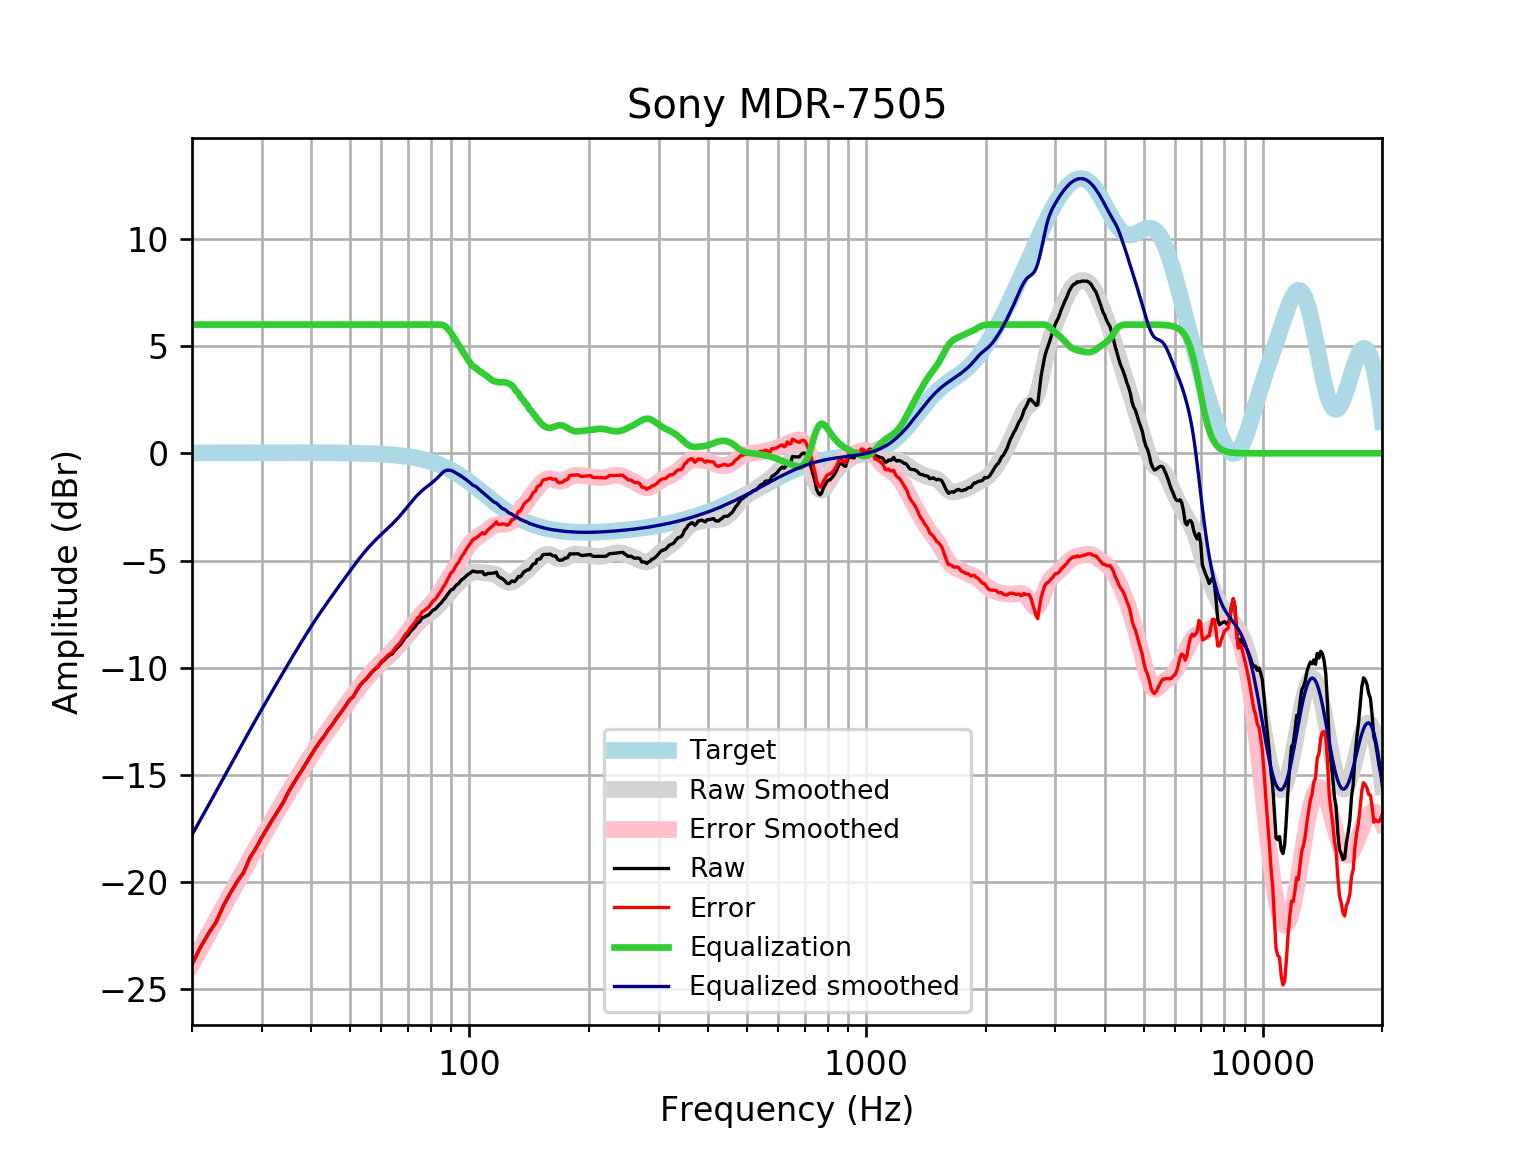 Sony MDR-7505
Amplitude (dBr)
10
5
0
−5
−10
−15
−20
−25
Target
Raw Smoothed
Error Smoothed
Raw
Error
Equalization
Equalized smoothed
100
1000
10000
Frequency (Hz)